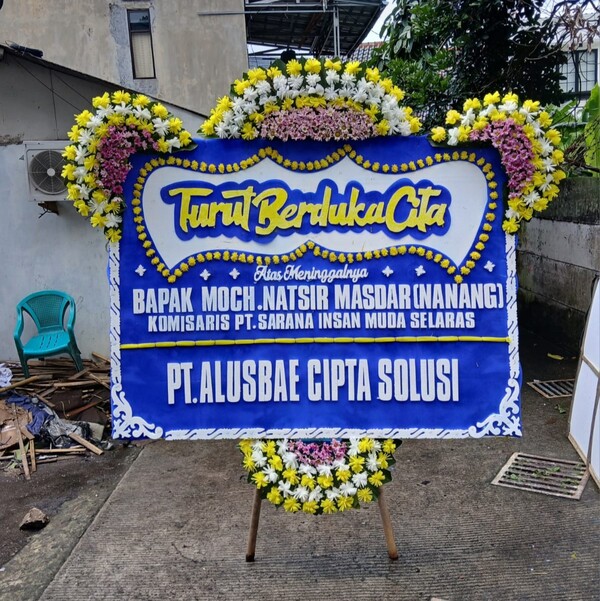 Turut Berduka Cita
Atas Meninggalnya
BAPAK MOCH.NATSIR MASDAR(NANANG)
KOMISARIS PT.SARANA INSAN MUDA SELARAS
PT.ALUSBAE CIPTA SOLUSI